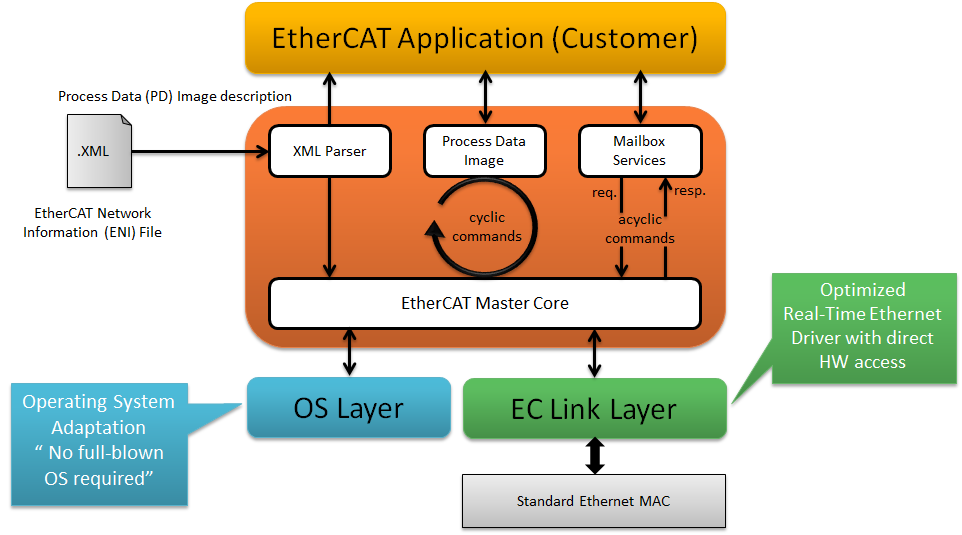 EtherCAT Application (Customer)
Process Data (PD) Image description
.XML
EtherCAT Network
Information (ENI) File
XML Parser
Process Data
Image
Mailbox
Services
req.
resp.
cyclic
commands
acyclic
commands
EtherCAT Master Core
Optimized
Real-Time Ethernet
Driver with direct
HW access
Operating System
Adaptation
“ No full-blown
OS required”
OS Layer
EC Link Layer
Standard Ethernet MAC